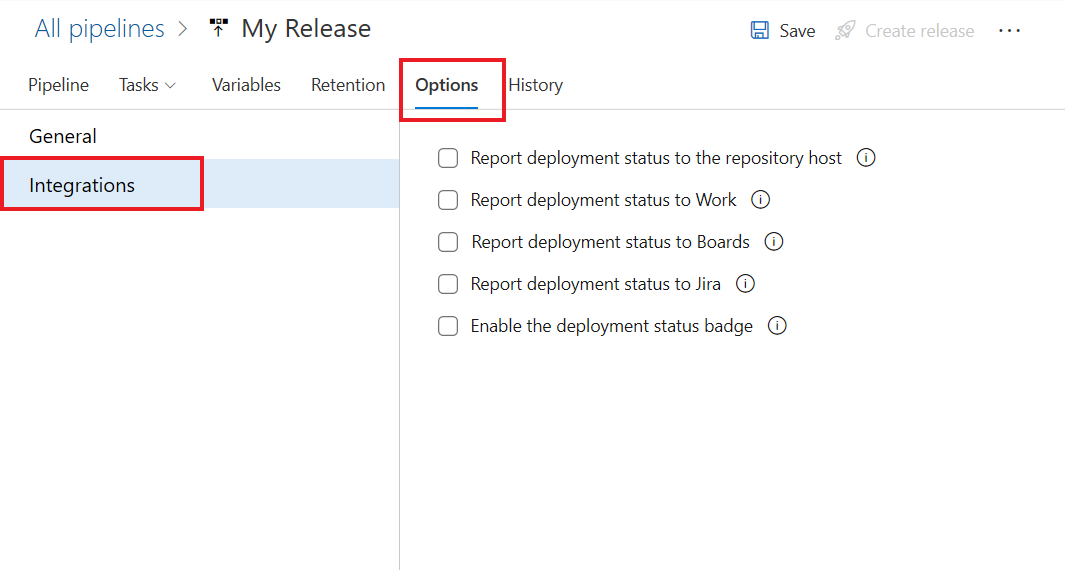 All pipelines > My Release
Save Create release ...
Pipeline Tasks Variables Retention Options History
General
Integrations
Report deployment status to the repository host
Report deployment status to Work
Report deployment status to Boards
Report deployment status to Jira
Enable the deployment status badge